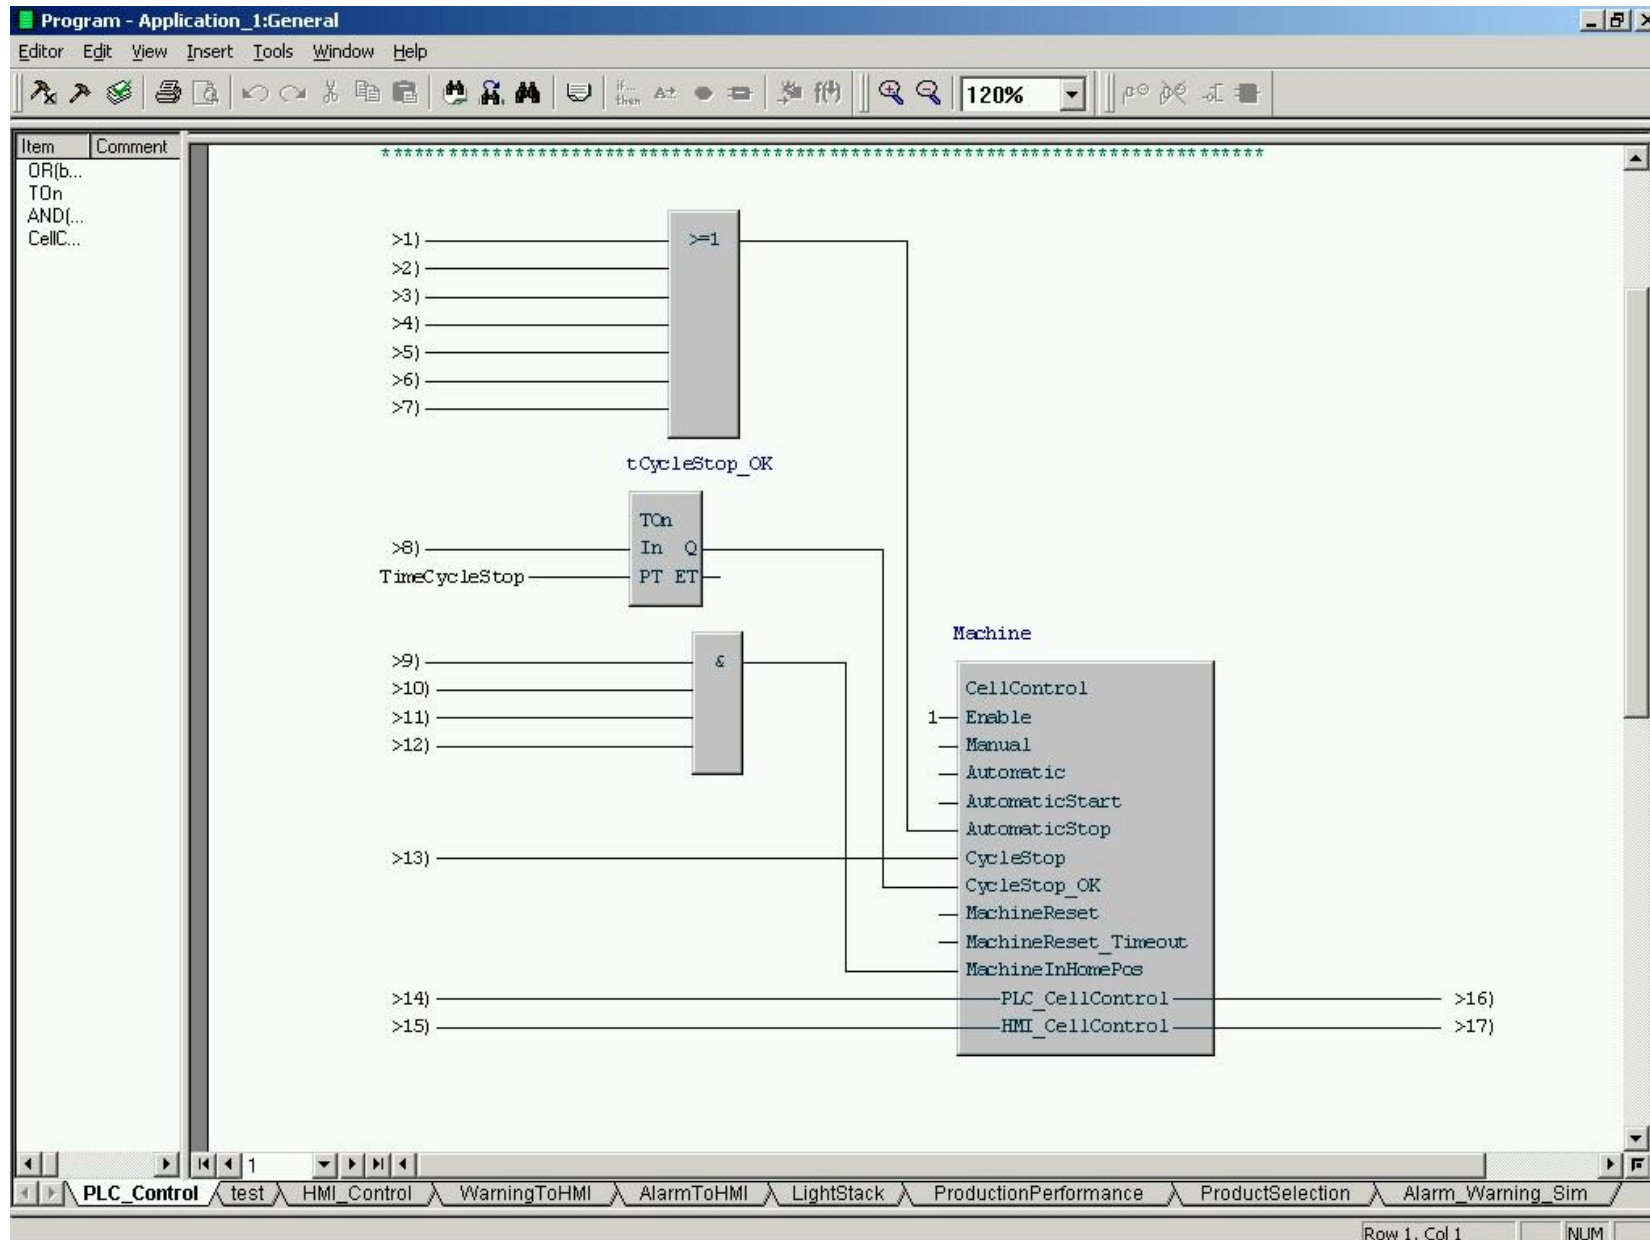 Program - Application_1:General
Editor Edit View Insert Tools Window Help
if... then A± f(H) 120%
Item Comment
OR(b...
TOn
AND(...
CellC...
********************************************************************************
>1) >=1
>2)
>3)
>4)
>5)
>6)
>7)
tCycleStop_OK
TOn
>8) In Q
TimeCycleStop PT ET
Machine
>9) &
>10)
>11)
>12)
CellControl
1 Enable
Manual
Automatic
AutomaticStart
AutomaticStop
>13) CycleStop
CycleStop_OK
MachineReset
MachineReset_Timeout
MachineInHomePos
>14) PLC_CellControl >16)
>15) HMI_CellControl >17)
1
PLC_Control test HMI_Control WarningToHMI AlarmToHMI LightStack ProductionPerformance ProductSelection Alarm_Warning_Sim
Row 1, Col 1 NUM